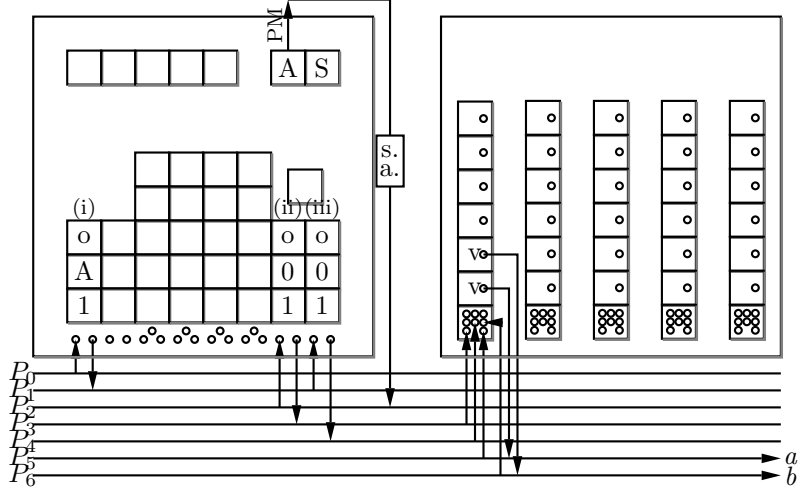 PM
A S
s.
a.
(i) (ii) (iii)
o o o
A 0 0
1 1 1
v
v
P0
P1
P2
P3
P4
P5 a
P6 b